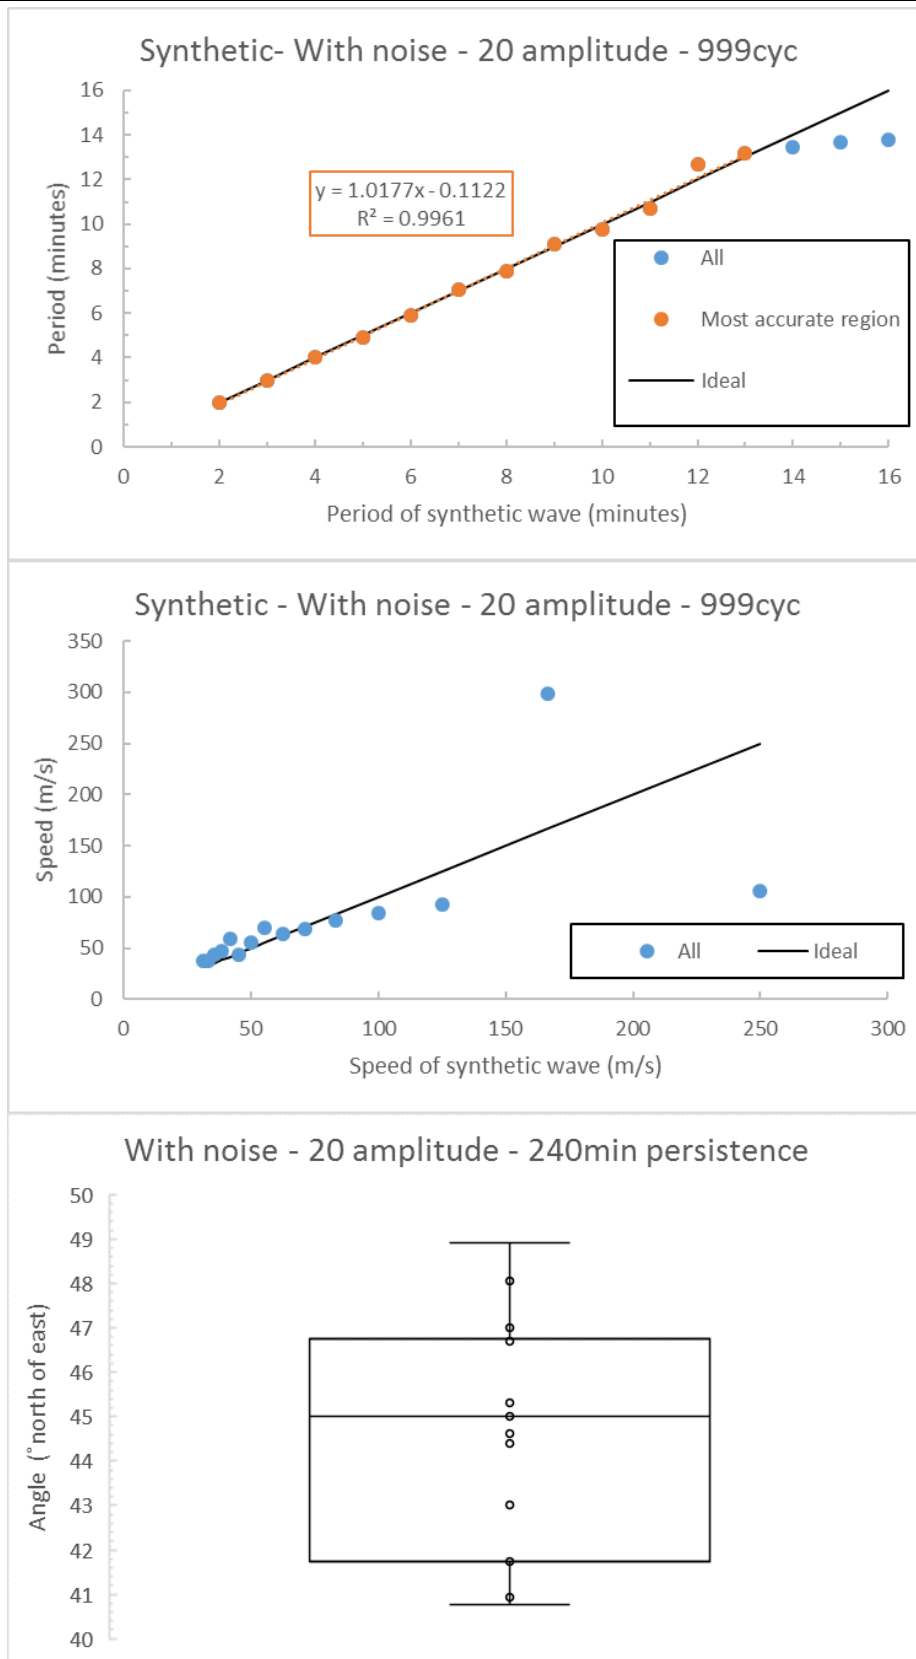 Synthetic- With noise - 20 amplitude - 999cyc
16
14
12
10
8
6
4
2
0
Period (minutes)
y = 1.0177x - 0.1122
R² = 0.9961
All
Most accurate region
Ideal
0 2 4 6 8 10 12 14 16
Period of synthetic wave (minutes)
Synthetic - With noise - 20 amplitude - 999cyc
350
300
250
200
150
100
50
0
Speed (m/s)
All Ideal
0 50 100 150 200 250 300
Speed of synthetic wave (m/s)
With noise - 20 amplitude - 240min persistence
50
49
48
47
46
45
44
43
42
41
40
Angle (°north of east)